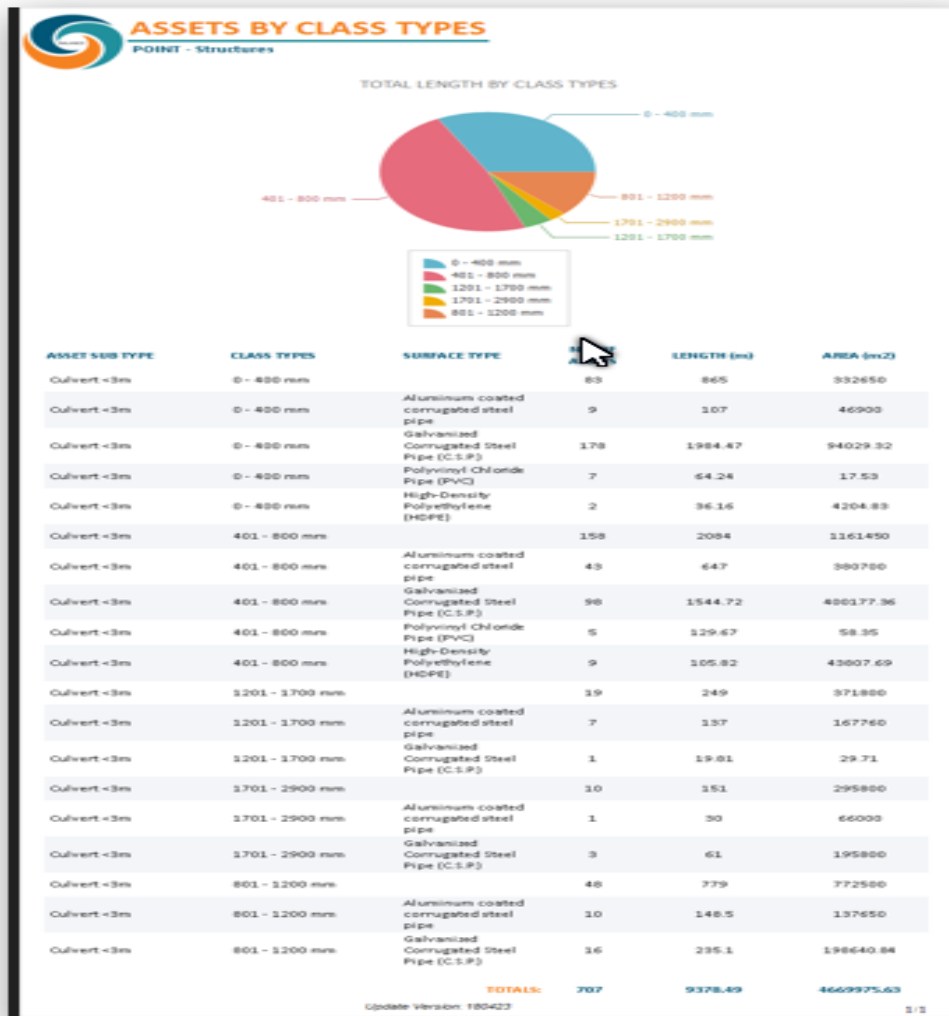 ASSETS BY CLASS TYPES
POINT - Structures
TOTAL LENGTH BY CLASS TYPES
0 - 400 mm
401 - 800 mm
801 - 1200 mm
1701 - 2900 mm
1201 - 1700 mm
0 - 400 mm
401 - 800 mm
1201 - 1700 mm
1701 - 2900 mm
801 - 1200 mm
ASSET SUB TYPE CLASS TYPES SURFACE TYPE LENGTH (m) AREA (m2)
Culvert <3m 0 - 400 mm 83 865 332650
Aluminum coated
Culvert <3m 0 - 400 mm corrugated steel 9 107 46900
pipe
Galvanized
Culvert <3m 0 - 400 mm Corrugated Steel 178 1984.47 94029.32
Pipe (C.S.P.)
Culvert <3m 0 - 400 mm Polyvinyl Chloride 7 64.24 17.53
Pipe (PVC)
High-Density
Culvert <3m 0 - 400 mm Polyethylene 2 36.16 4204.83
(HDPE)
Culvert <3m 401 - 800 mm 158 2084 1161450
Aluminum coated
Culvert <3m 401 - 800 mm corrugated steel 43 647 380700
pipe
Galvanized
Culvert <3m 401 - 800 mm Corrugated Steel 98 1544.72 400177.36
Pipe (C.S.P.)
Culvert <3m 401 - 800 mm Polyvinyl Chloride 5 129.67 58.35
Pipe (PVC)
High-Density
Culvert <3m 401 - 800 mm Polyethylene 9 105.82 43807.69
(HDPE)
Culvert <3m 1201 - 1700 mm 19 249 371800
Aluminum coated
Culvert <3m 1201 - 1700 mm corrugated steel 7 137 167760
pipe
Galvanized
Culvert <3m 1201 - 1700 mm Corrugated Steel 1 19.81 29.71
Pipe (C.S.P.)
Culvert <3m 1701 - 2900 mm 10 151 295800
Aluminum coated
Culvert <3m 1701 - 2900 mm corrugated steel 1 30 66000
pipe
Galvanized
Culvert <3m 1701 - 2900 mm Corrugated Steel 3 61 195800
Pipe (C.S.P.)
Culvert <3m 801 - 1200 mm 48 779 772500
Aluminum coated
Culvert <3m 801 - 1200 mm corrugated steel 10 148.5 137650
pipe
Galvanized
Culvert <3m 801 - 1200 mm Corrugated Steel 16 235.1 198640.84
Pipe (C.S.P.)
TOTALS: 707 9378.49 4669975.63
Update Version: 180423
1/1